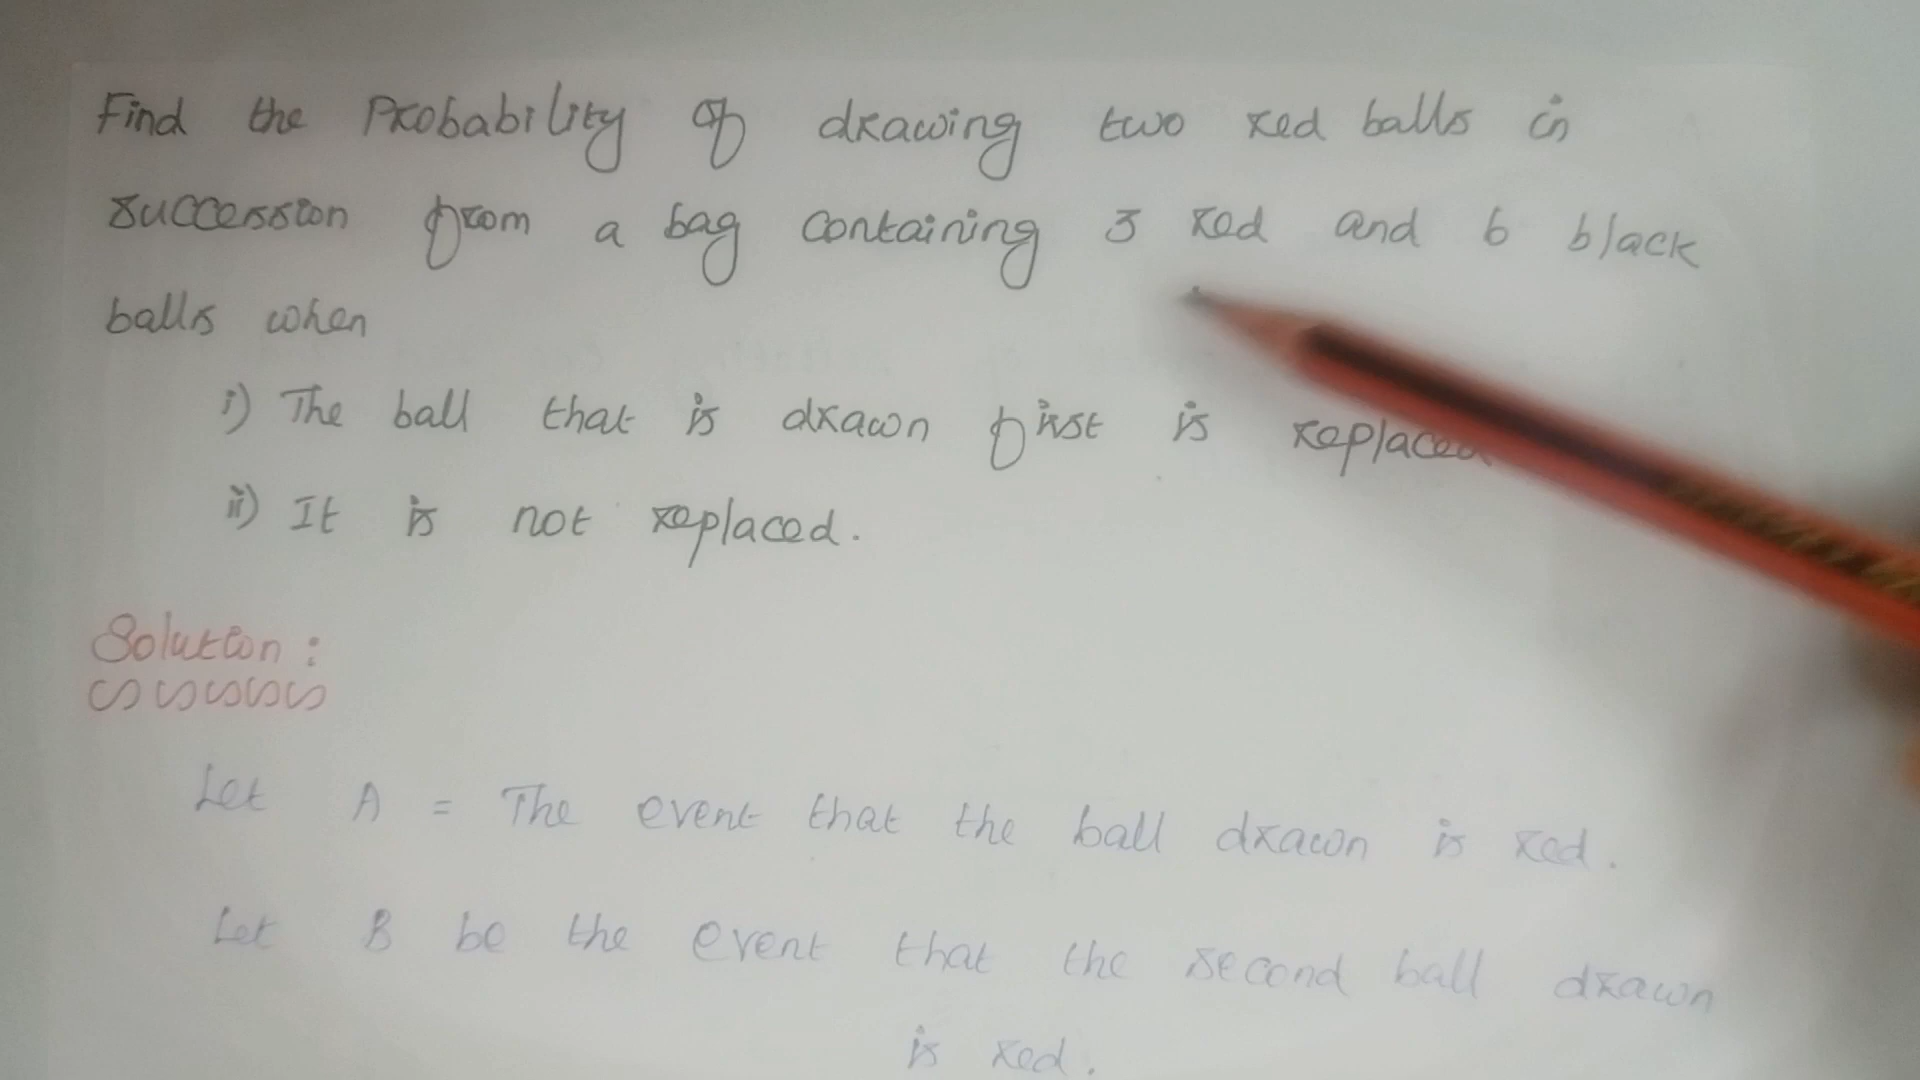 Find the Probability of drawing two red balls in
succession from a bag containing 3 red and 6 black
balls when
i) The ball that is drawn first is replaced
ii) It is not replaced.
Solution :
Let A = The event that the ball drawn is red.
Let B be the event that the second ball drawn
is red.